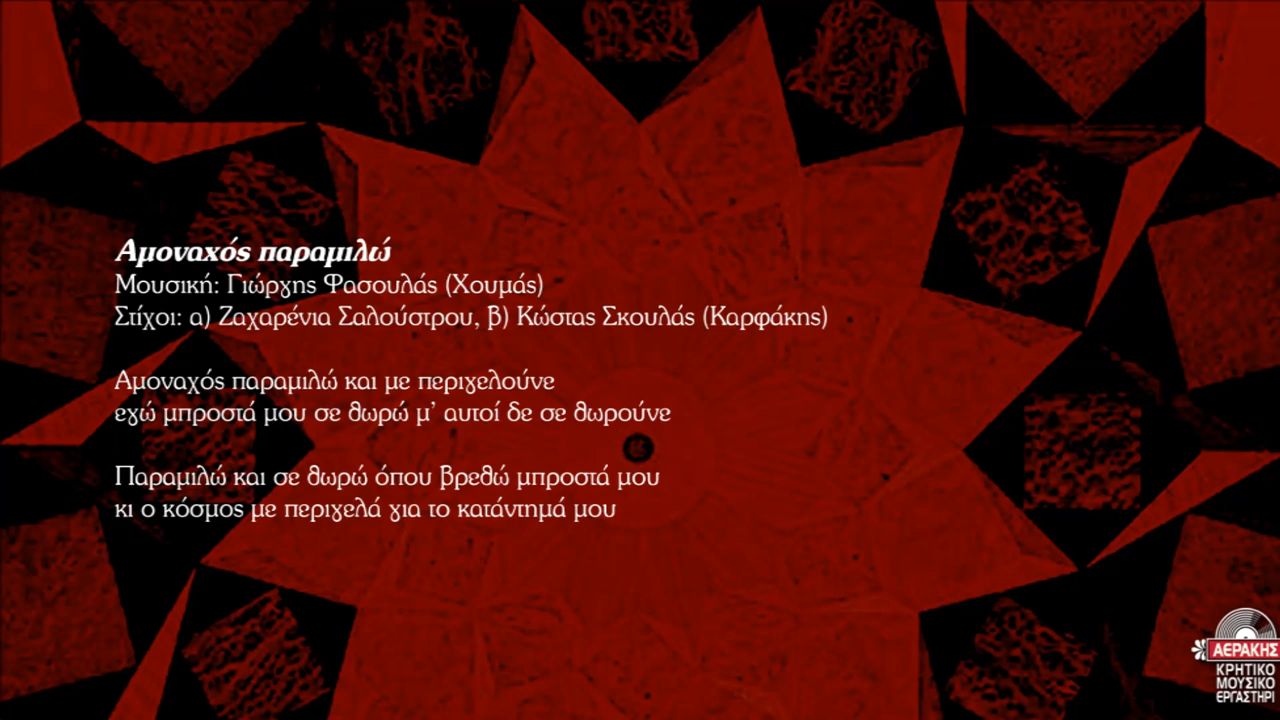 Αμοναχός παραμιλώ
Μουσική: Γιώργης Φασουλάς (Χουμάς)
Στίχοι: α) Ζαχαρένια Σαλούστρου, β) Κώστας Σκουλάς (Καρφάκης)
Αμοναχός παραμιλώ και με περιγελούνε
εγώ μπροστά μου σε θωρώ μ’ αυτοί δε σε θωρούνε
Παραμιλώ και σε θωρώ όπου βρεθώ μπροστά μου
κι ο κόσμος με περιγελά για το κατάντημά μου
ΑΕΡΑΚΗΣ
ΚΡΗΤΙΚΟ
ΜΟΥΣΙΚΟ
ΕΡΓΑΣΤΗΡΙ